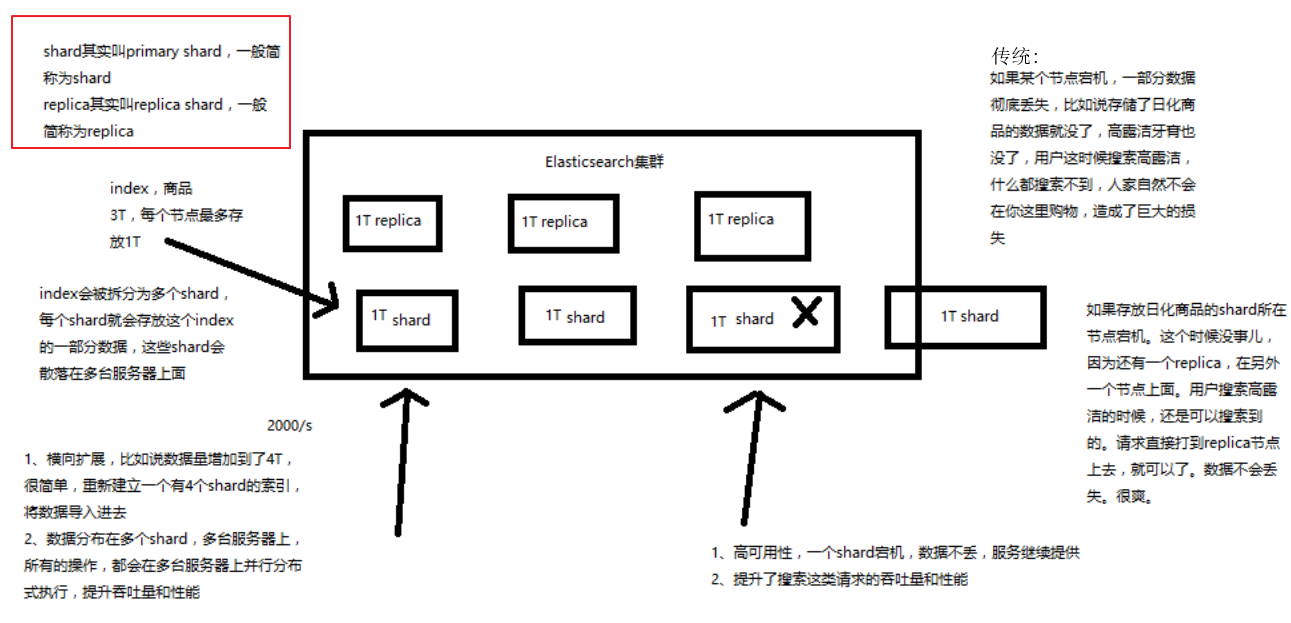 shard其实叫primary shard，一般简
称为shard
replica其实叫replica shard，一般
简称为replica
传统:
如果某个节点宕机，一部分数据
彻底丢失，比如说存储了日化商
品的数据就没了，高露洁牙膏也
没了，用户这时候搜索高露洁，
什么都搜索不到，人家自然不会
在你这里购物，造成了巨大的损
失
Elasticsearch集群
index，商品
3T，每个节点最多存
放1T
1T replica
1T replica
1T replica
index会被拆分为多个shard，
每个shard就会存放这个index
的一部分数据，这些shard会
散落在多台服务器上面
1T shard
1T shard
1T shard
1T shard
如果存放日化商品的shard所在
节点宕机。这个时候没事儿，
因为还有一个replica，在另外
一个节点上面。用户搜索高露
洁的时候，还是可以搜索到
的。请求直接打到replica节点
上去，就可以了。数据不会丢
失。很爽。
2000/s
1、横向扩展，比如说数据量增加到了4T，
很简单，重新建立一个有4个shard的索引，
将数据导入进去
2、数据分布在多个shard，多台服务器上，
所有的操作，都会在多台服务器上并行分布
式执行，提升吞吐量和性能
1、高可用性，一个shard宕机，数据不丢，服务继续提供
2、提升了搜索这类请求的吞吐量和性能